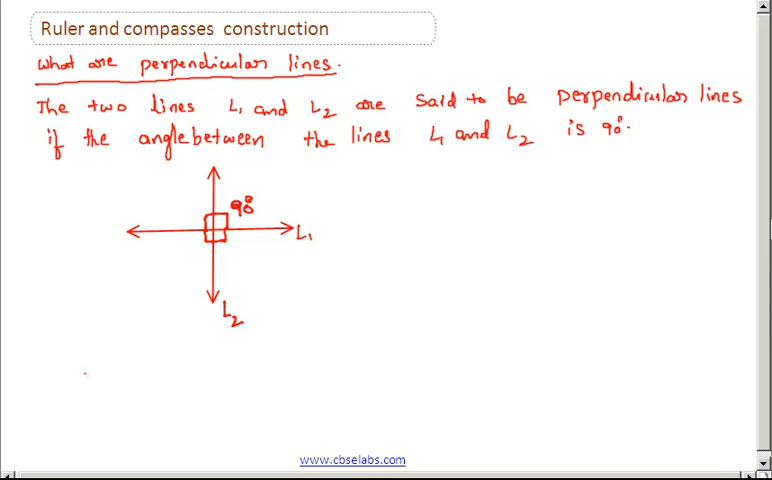 Ruler and compasses construction
What are perpendicular lines.
The two lines L1 and L2 are said to be perpendicular lines
if the angle between the lines L1 and L2 is 90°.
90°
L1
L2
www.cbselabs.com